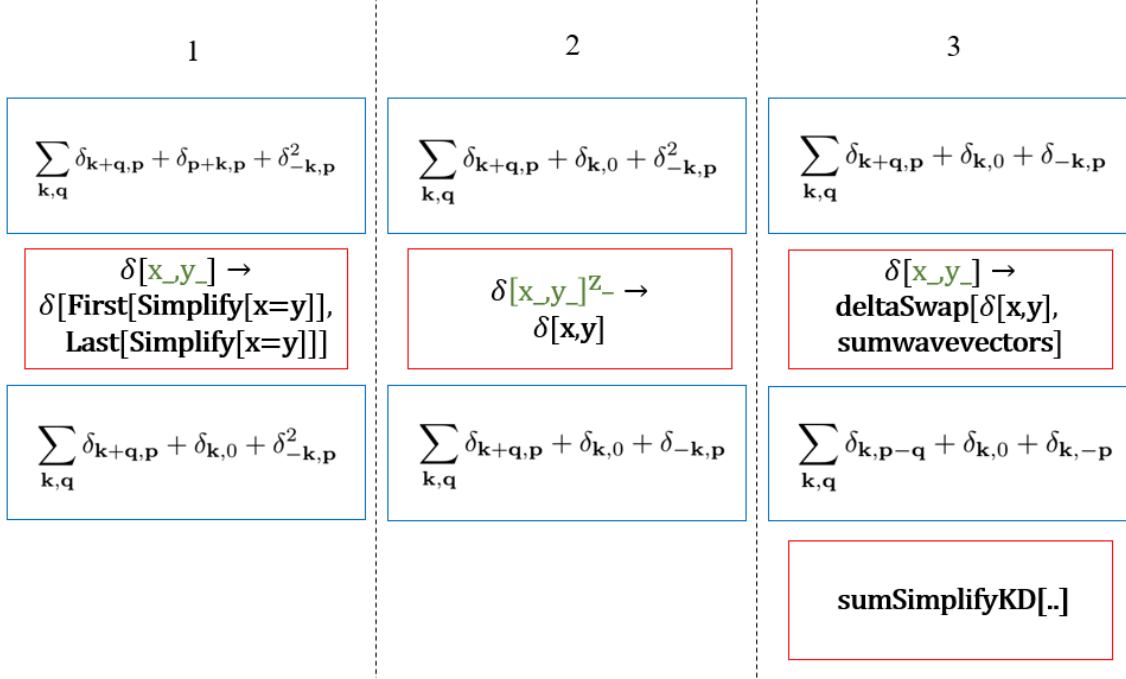 1
2
3
∑_{k,q} δ_{k+q,p} + δ_{p+k,p} + δ²_{−k,p}
∑_{k,q} δ_{k+q,p} + δ_{k,0} + δ²_{−k,p}
∑_{k,q} δ_{k+q,p} + δ_{k,0} + δ_{−k,p}
δ[x_,y_] →
δ[First[Simplify[x=y]],
Last[Simplify[x=y]]]
δ[x_,y_]^{Z_} →
δ[x,y]
δ[x_,y_] →
deltaSwap[δ[x,y],
sumwavevectors]
∑_{k,q} δ_{k+q,p} + δ_{k,0} + δ²_{−k,p}
∑_{k,q} δ_{k+q,p} + δ_{k,0} + δ_{−k,p}
∑_{k,q} δ_{k,p−q} + δ_{k,0} + δ_{k,−p}
sumSimplifyKD[..]